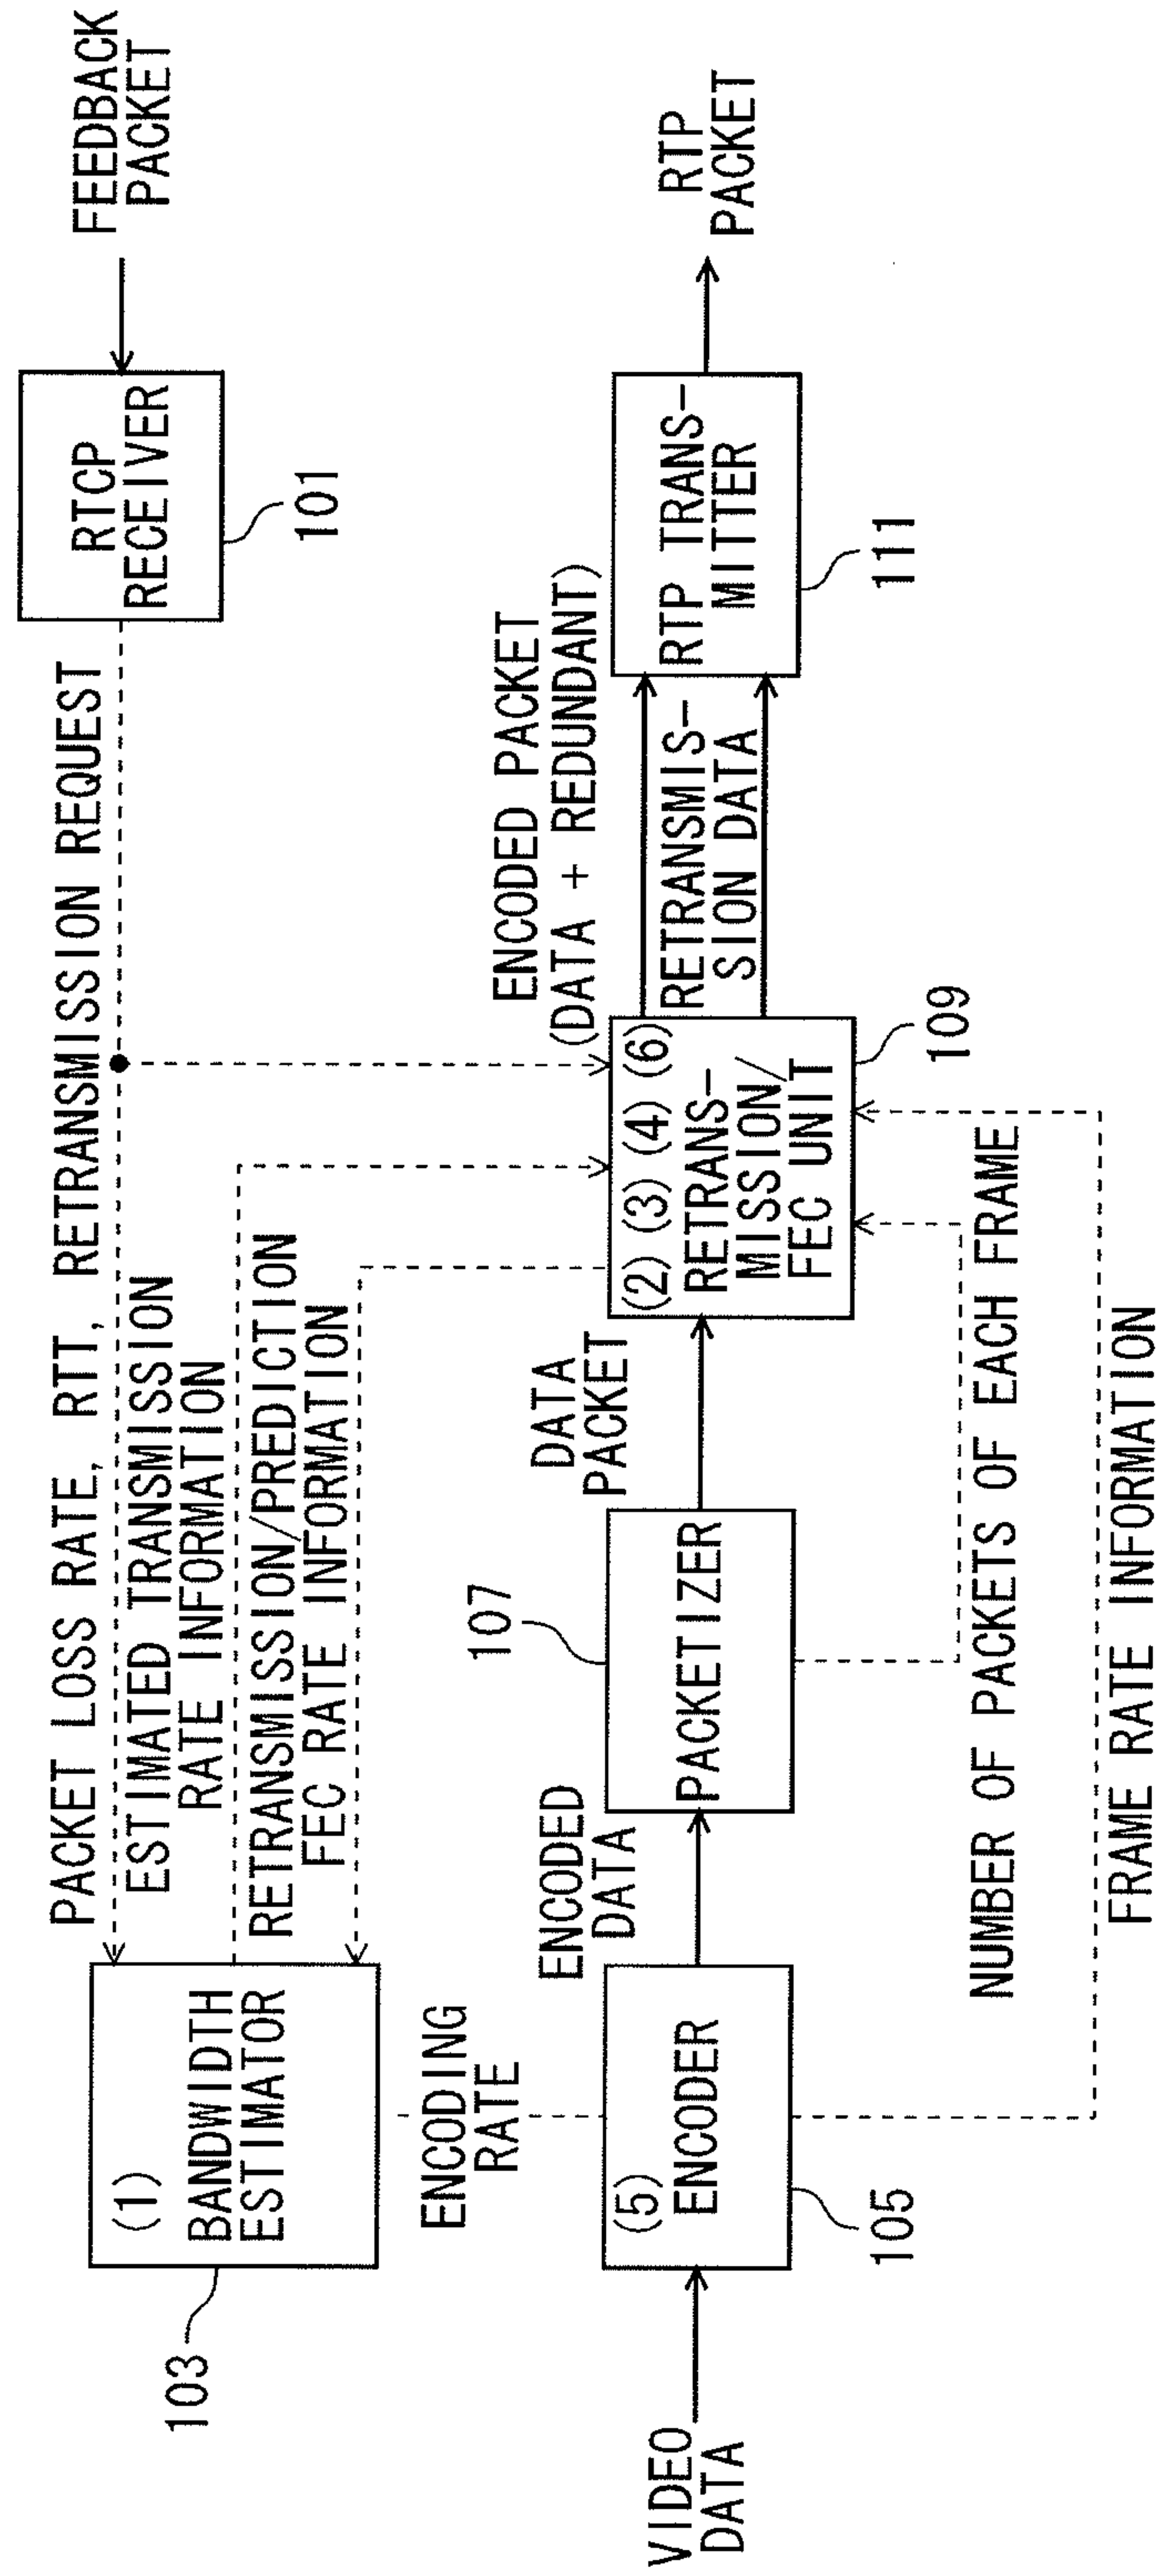 FEEDBACK
PACKET
RTCP
RECEIVER
101
PACKET LOSS RATE, RTT, RETRANSMISSION REQUEST
ESTIMATED TRANSMISSION
RATE INFORMATION
RETRANSMISSION/PREDICTION
FEC RATE INFORMATION
(1)
BANDWIDTH
ESTIMATOR
103
ENCODING
RATE
VIDEO
DATA
(5)
ENCODER
105
ENCODED
DATA
107
PACKETIZER
DATA
PACKET
(2) (3) (4) (6)
RETRANS-
MISSION/
FEC UNIT
109
ENCODED PACKET
(DATA + REDUNDANT)
RETRANSMIS-
SION DATA
RTP TRANS-
MITTER
111
RTP
PACKET
NUMBER OF PACKETS OF EACH FRAME
FRAME RATE INFORMATION